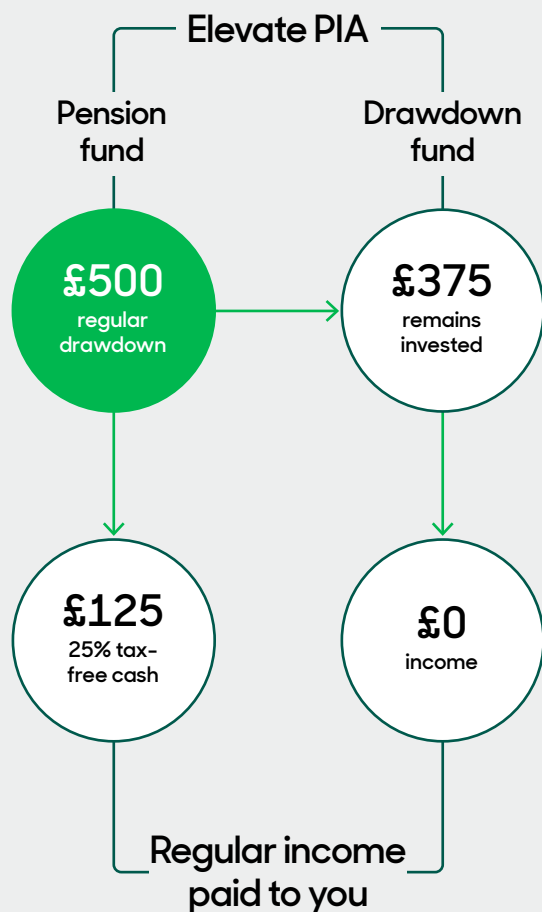 Elevate PIA
Pension
fund
Drawdown
fund
£500
regular
drawdown
£375
remains
invested
£125
25% tax-
free cash
£0
income
Regular income
paid to you